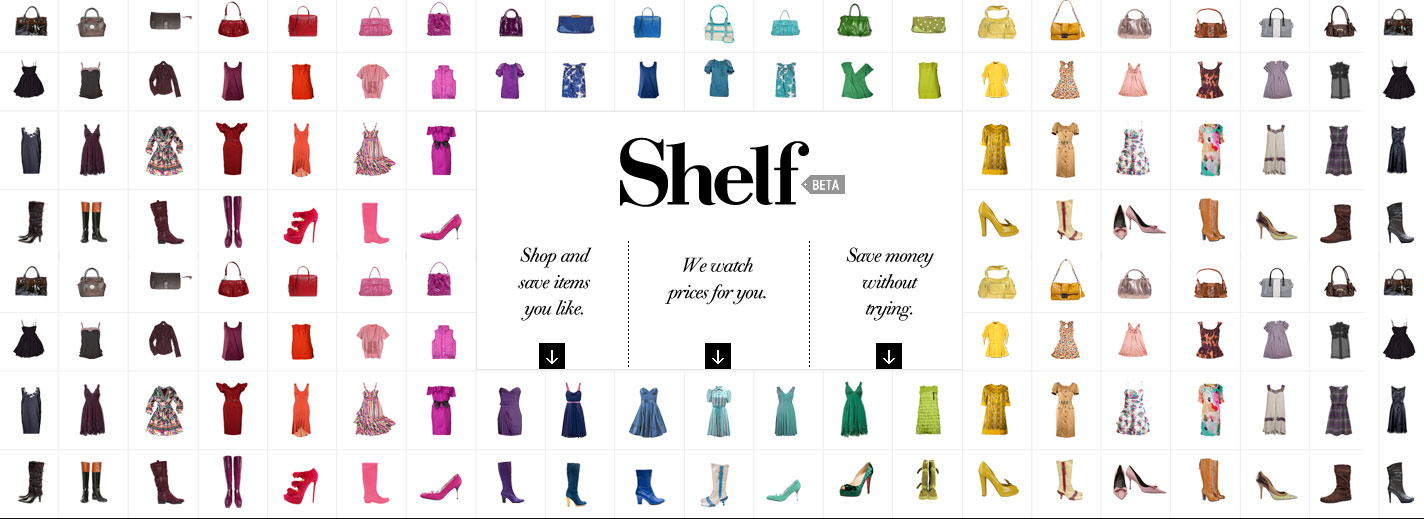 Shelf
BETA
Shop and
save items
you like.
We watch
prices for you.
Save money
without
trying.